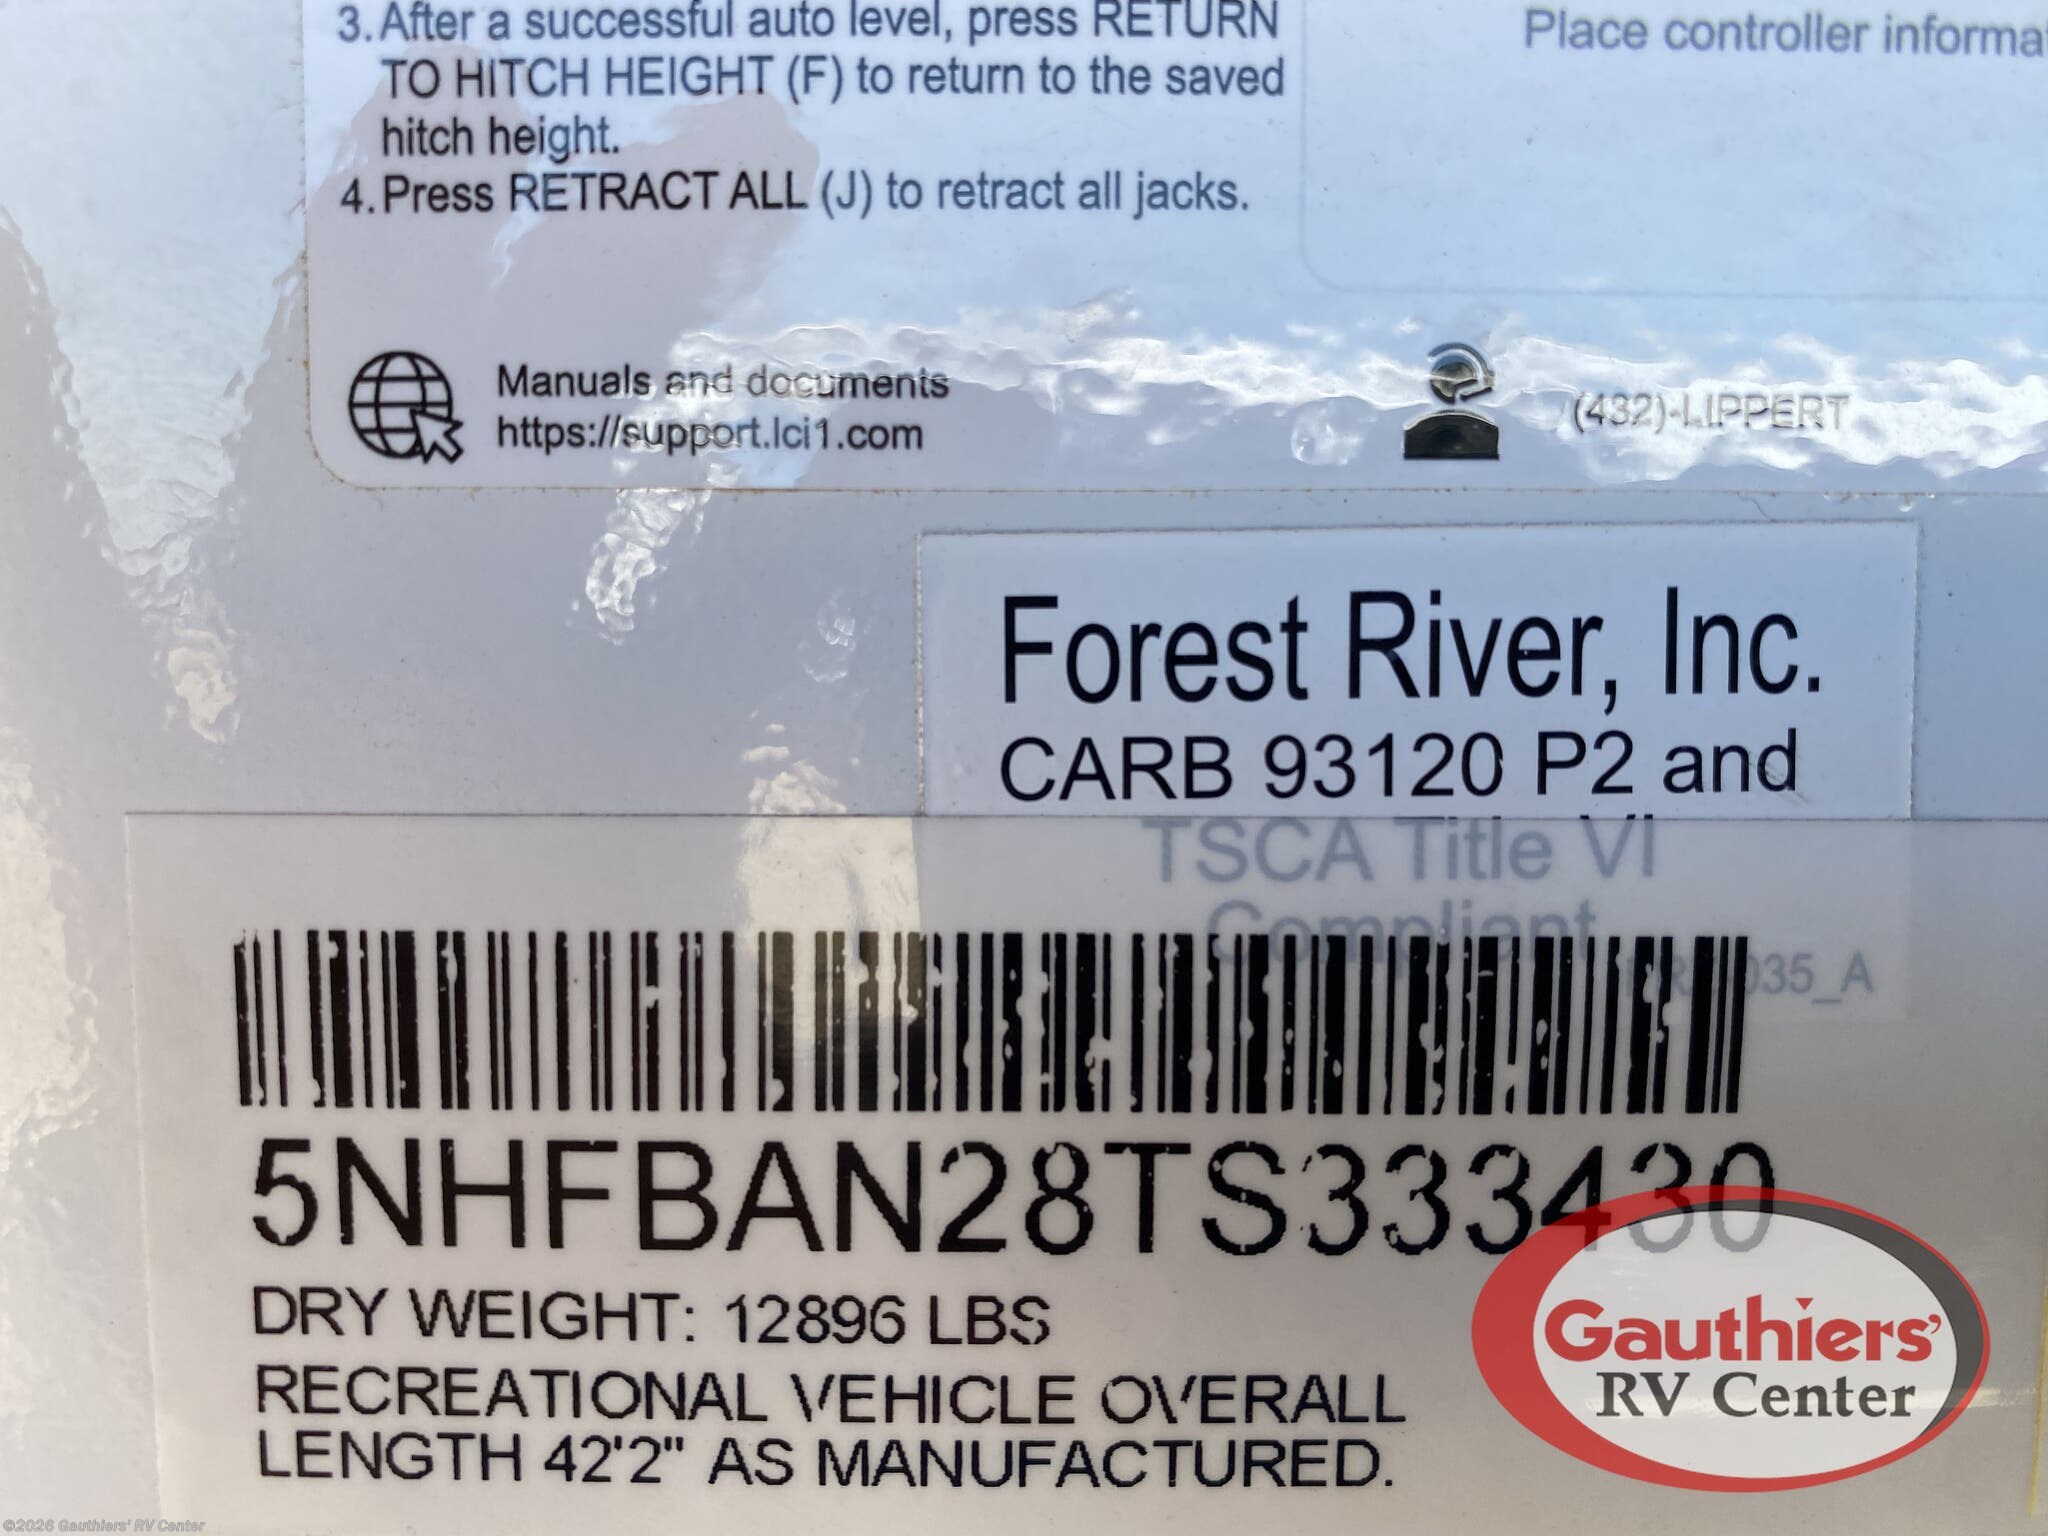 3. After a successful auto level, press RETURN
TO HITCH HEIGHT (F) to return to the saved
hitch height.
4. Press RETRACT ALL (J) to retract all jacks.
Place controller informa
Manuals and documents
https://support.lci1.com
(432)-LIPPERT
Forest River, Inc.
CARB 93120 P2 and
TSCA Title VI
Compliant
035_A
5NHFBAN28TS333430
DRY WEIGHT: 12896 LBS
RECREATIONAL VEHICLE OVERALL
LENGTH 42'2" AS MANUFACTURED.
Gauthiers'
RV Center
©2026 Gauthiers' RV Center